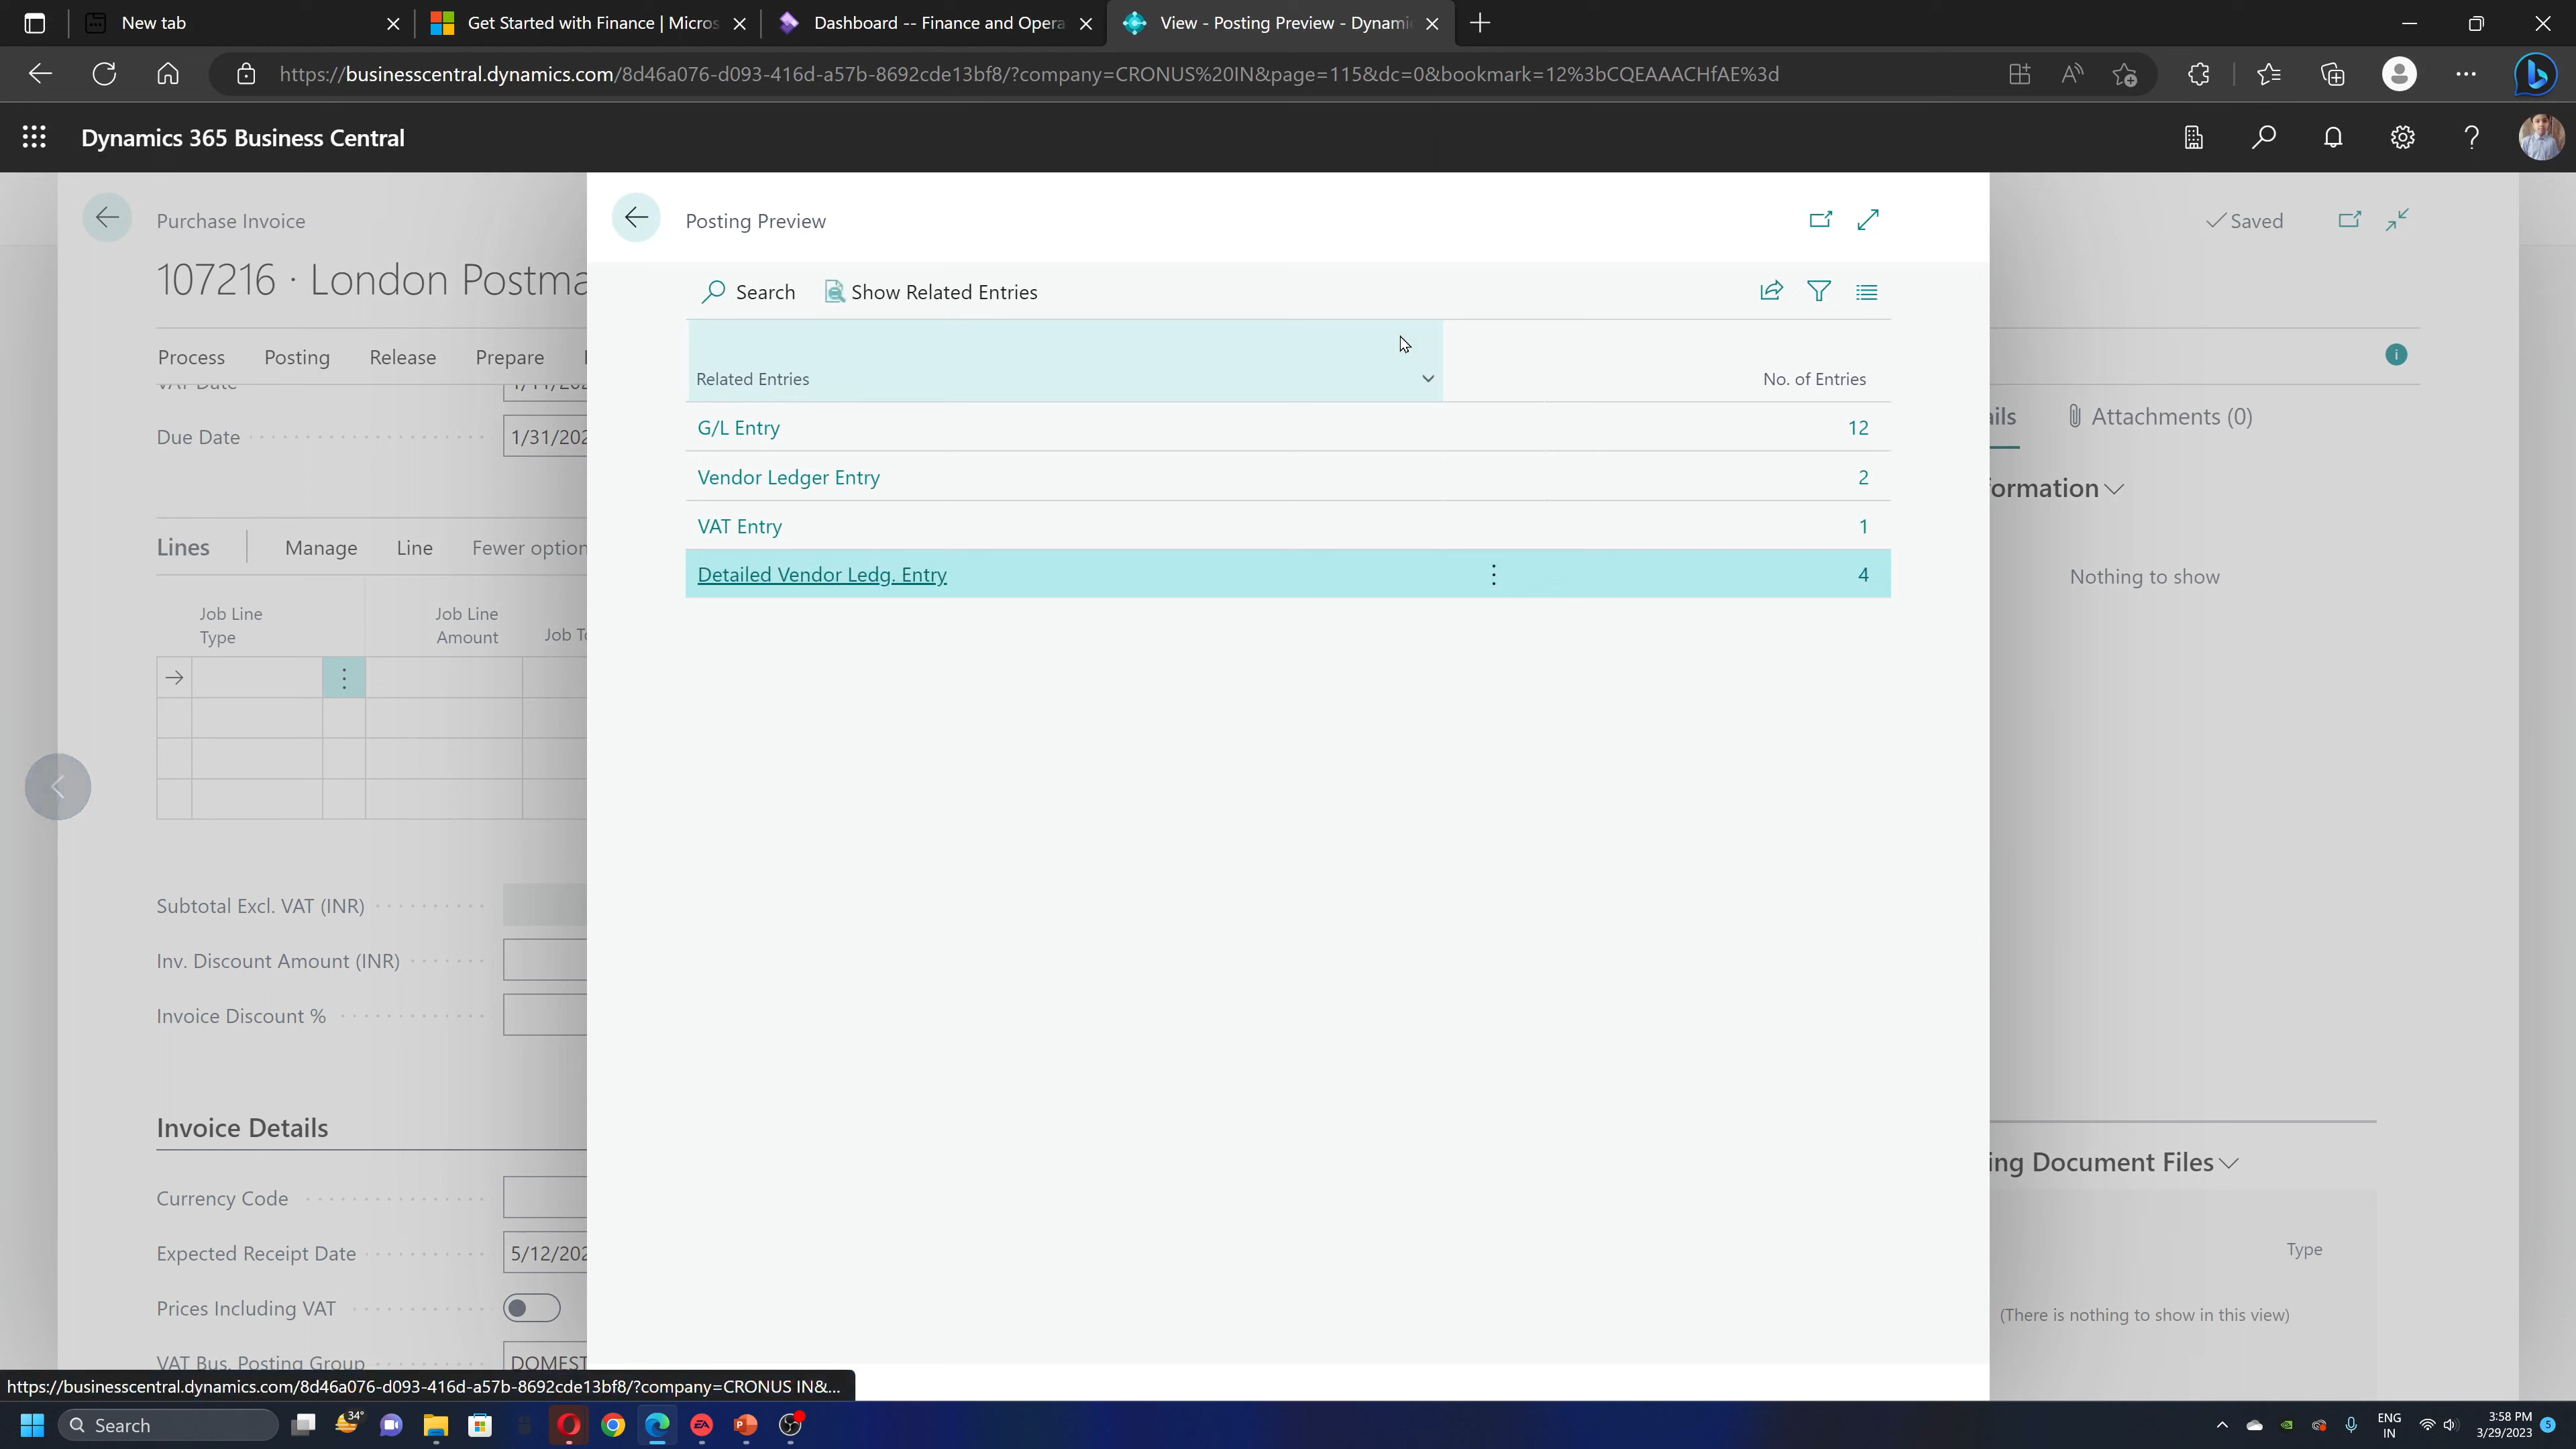 New tab
Get Started with Finance | Micros
Dashboard -- Finance and Opera
View - Posting Preview - Dynami
https://businesscentral.dynamics.com/8d46a076-d093-416d-a57b-8692cde13bf8/?company=CRONUS%20IN&page=115&dc=0&bookmark=12%3bCQEAAACHfAE%3d
Dynamics 365 Business Central
Purchase Invoice
Saved
107216 · London Postma
Process Posting Release Prepare
VAT Date
Due Date 1/31/202
Lines Manage Line Fewer option
Job Line Type
Job Line Amount
Job To
Subtotal Excl. VAT (INR)
Inv. Discount Amount (INR)
Invoice Discount %
Invoice Details
Currency Code
Expected Receipt Date 5/12/202
Prices Including VAT
VAT Bus. Posting Group DOMEST
Posting Preview
Search Show Related Entries
Related Entries No. of Entries
G/L Entry 12
Vendor Ledger Entry 2
VAT Entry 1
Detailed Vendor Ledg. Entry 4
ails Attachments (0)
formation
Nothing to show
ing Document Files
Type
(There is nothing to show in this view)
https://businesscentral.dynamics.com/8d46a076-d093-416d-a57b-8692cde13bf8/?company=CRONUS IN&...
Search
34°
ENG
IN
3:58 PM
3/29/2023
5